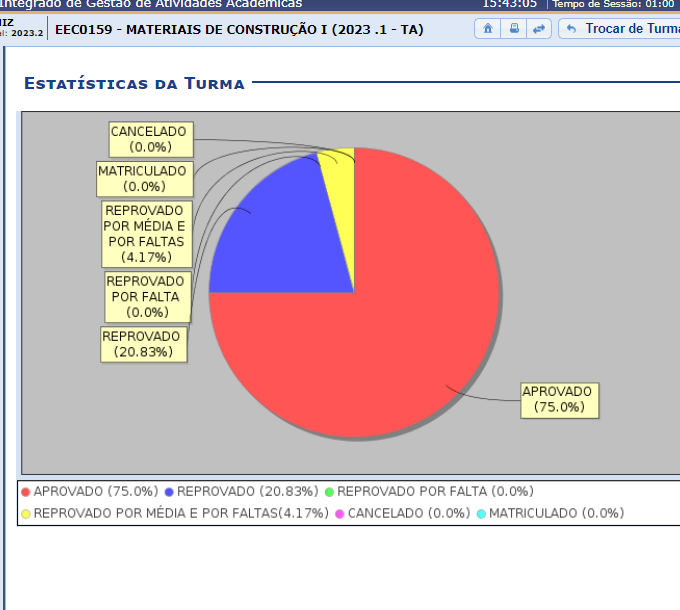 Integrado de Gestão de Atividades Acadêmicas 15:43:05 Tempo de Sessão: 01:00
IZ
al: 2023.2
EEC0159 - MATERIAIS DE CONSTRUÇÃO I (2023 .1 - TA)
Trocar de Turma
ESTATÍSTICAS DA TURMA
CANCELADO
(0.0%)
MATRICULADO
(0.0%)
REPROVADO
POR MÉDIA E
POR FALTAS
(4.17%)
REPROVADO
POR FALTA
(0.0%)
REPROVADO
(20.83%)
APROVADO
(75.0%)
APROVADO (75.0%) REPROVADO (20.83%) REPROVADO POR FALTA (0.0%)
REPROVADO POR MÉDIA E POR FALTAS(4.17%) CANCELADO (0.0%) MATRICULADO (0.0%)